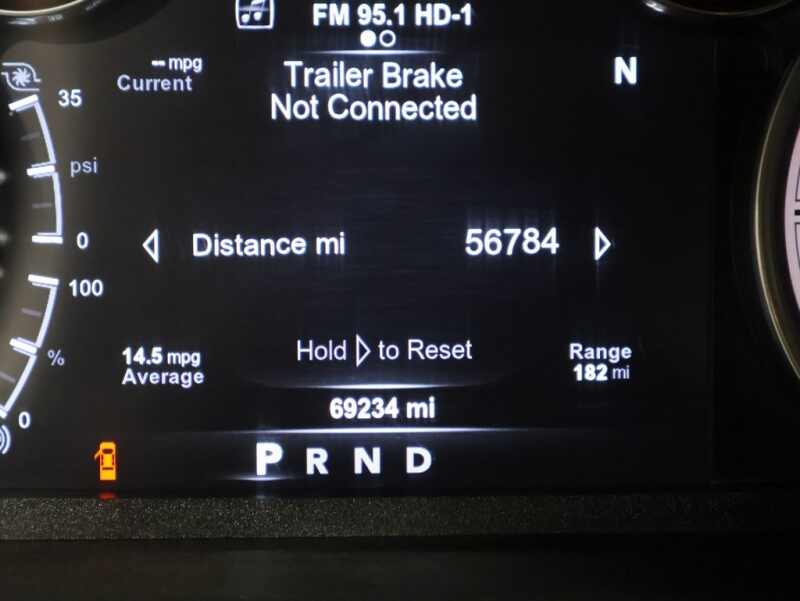 FM 95.1 HD-1
-- mpg
Current
Trailer Brake
Not Connected
N
35
psi
0
Distance mi 56784
100
%
0
14.5 mpg
Average
Hold ▷ to Reset
Range
182 mi
69234 mi
P R N D